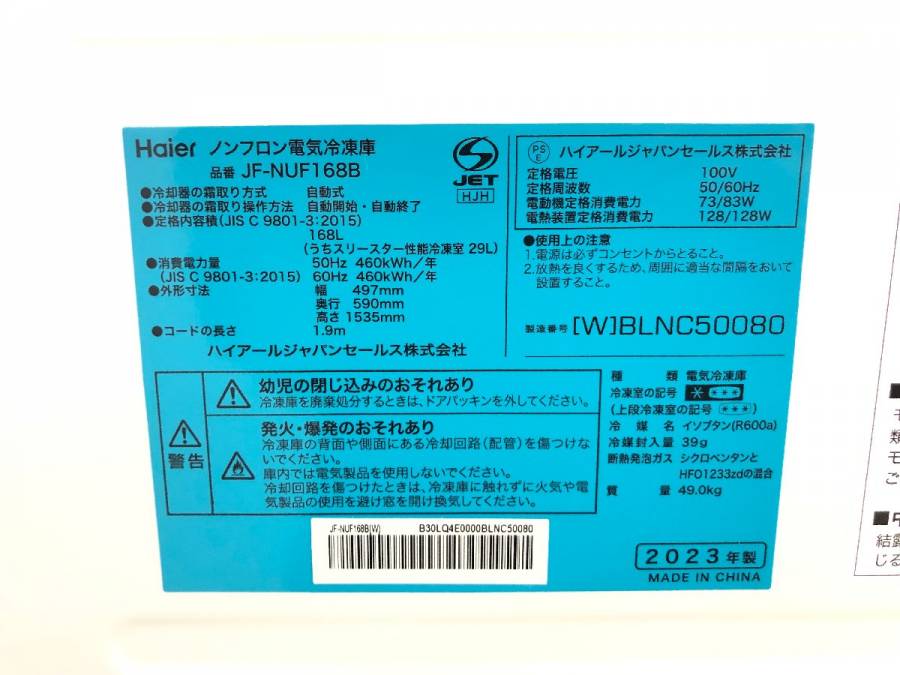 Haier ノンフロン電気冷凍庫
品番 JF-NUF168B
JET
HJH
●冷却器の霜取り方式 自動式
●冷却器の霜取り操作方法 自動開始・自動終了
●定格内容積(JIS C 9801-3:2015)
168L
(うちスリースター性能冷凍室 29L)
●消費電力量 50Hz 460kWh/年
(JIS C 9801-3:2015) 60Hz 460kWh/年
●外形寸法 幅 497mm
奥行 590mm
高さ 1535mm
●コードの長さ 1.9m
ハイアールジャパンセールス株式会社
PSE ハイアールジャパンセールス株式会社
定格電圧 100V
定格周波数 50/60Hz
電動機定格消費電力 73/83W
電熱装置定格消費電力 128/128W
●使用上の注意
1.電源は必ずコンセントからとること。
2.放熱を良くするため、周囲に適当な間隔をおいて
設置すること。
製造番号 [W]BLNC50080
警告
幼児の閉じ込めのおそれあり
冷凍庫を廃棄処分するときは、ドアパッキンを外してください。
発火・爆発のおそれあり
冷凍庫の背面や側面にある冷却回路(配管)を傷つけな
いでください。
庫内では電気製品を使用しないでください。
冷却回路を傷つけたときは、冷凍庫に触れずに火気や電
気製品の使用を避け窓を開け換気してください。
種類 電気冷凍庫
冷凍室の記号 * ***
(上段冷凍室の記号 ***)
冷媒名 イソブタン(R600a)
冷媒封入量 39g
断熱発泡ガス シクロペンタンと
HFO1233zdの混合
質量 49.0kg
JF-NUF168B(W) B30LQ4E0000BLNC50080
2023年製
MADE IN CHINA
モ
類
モ
ご
結露
じる